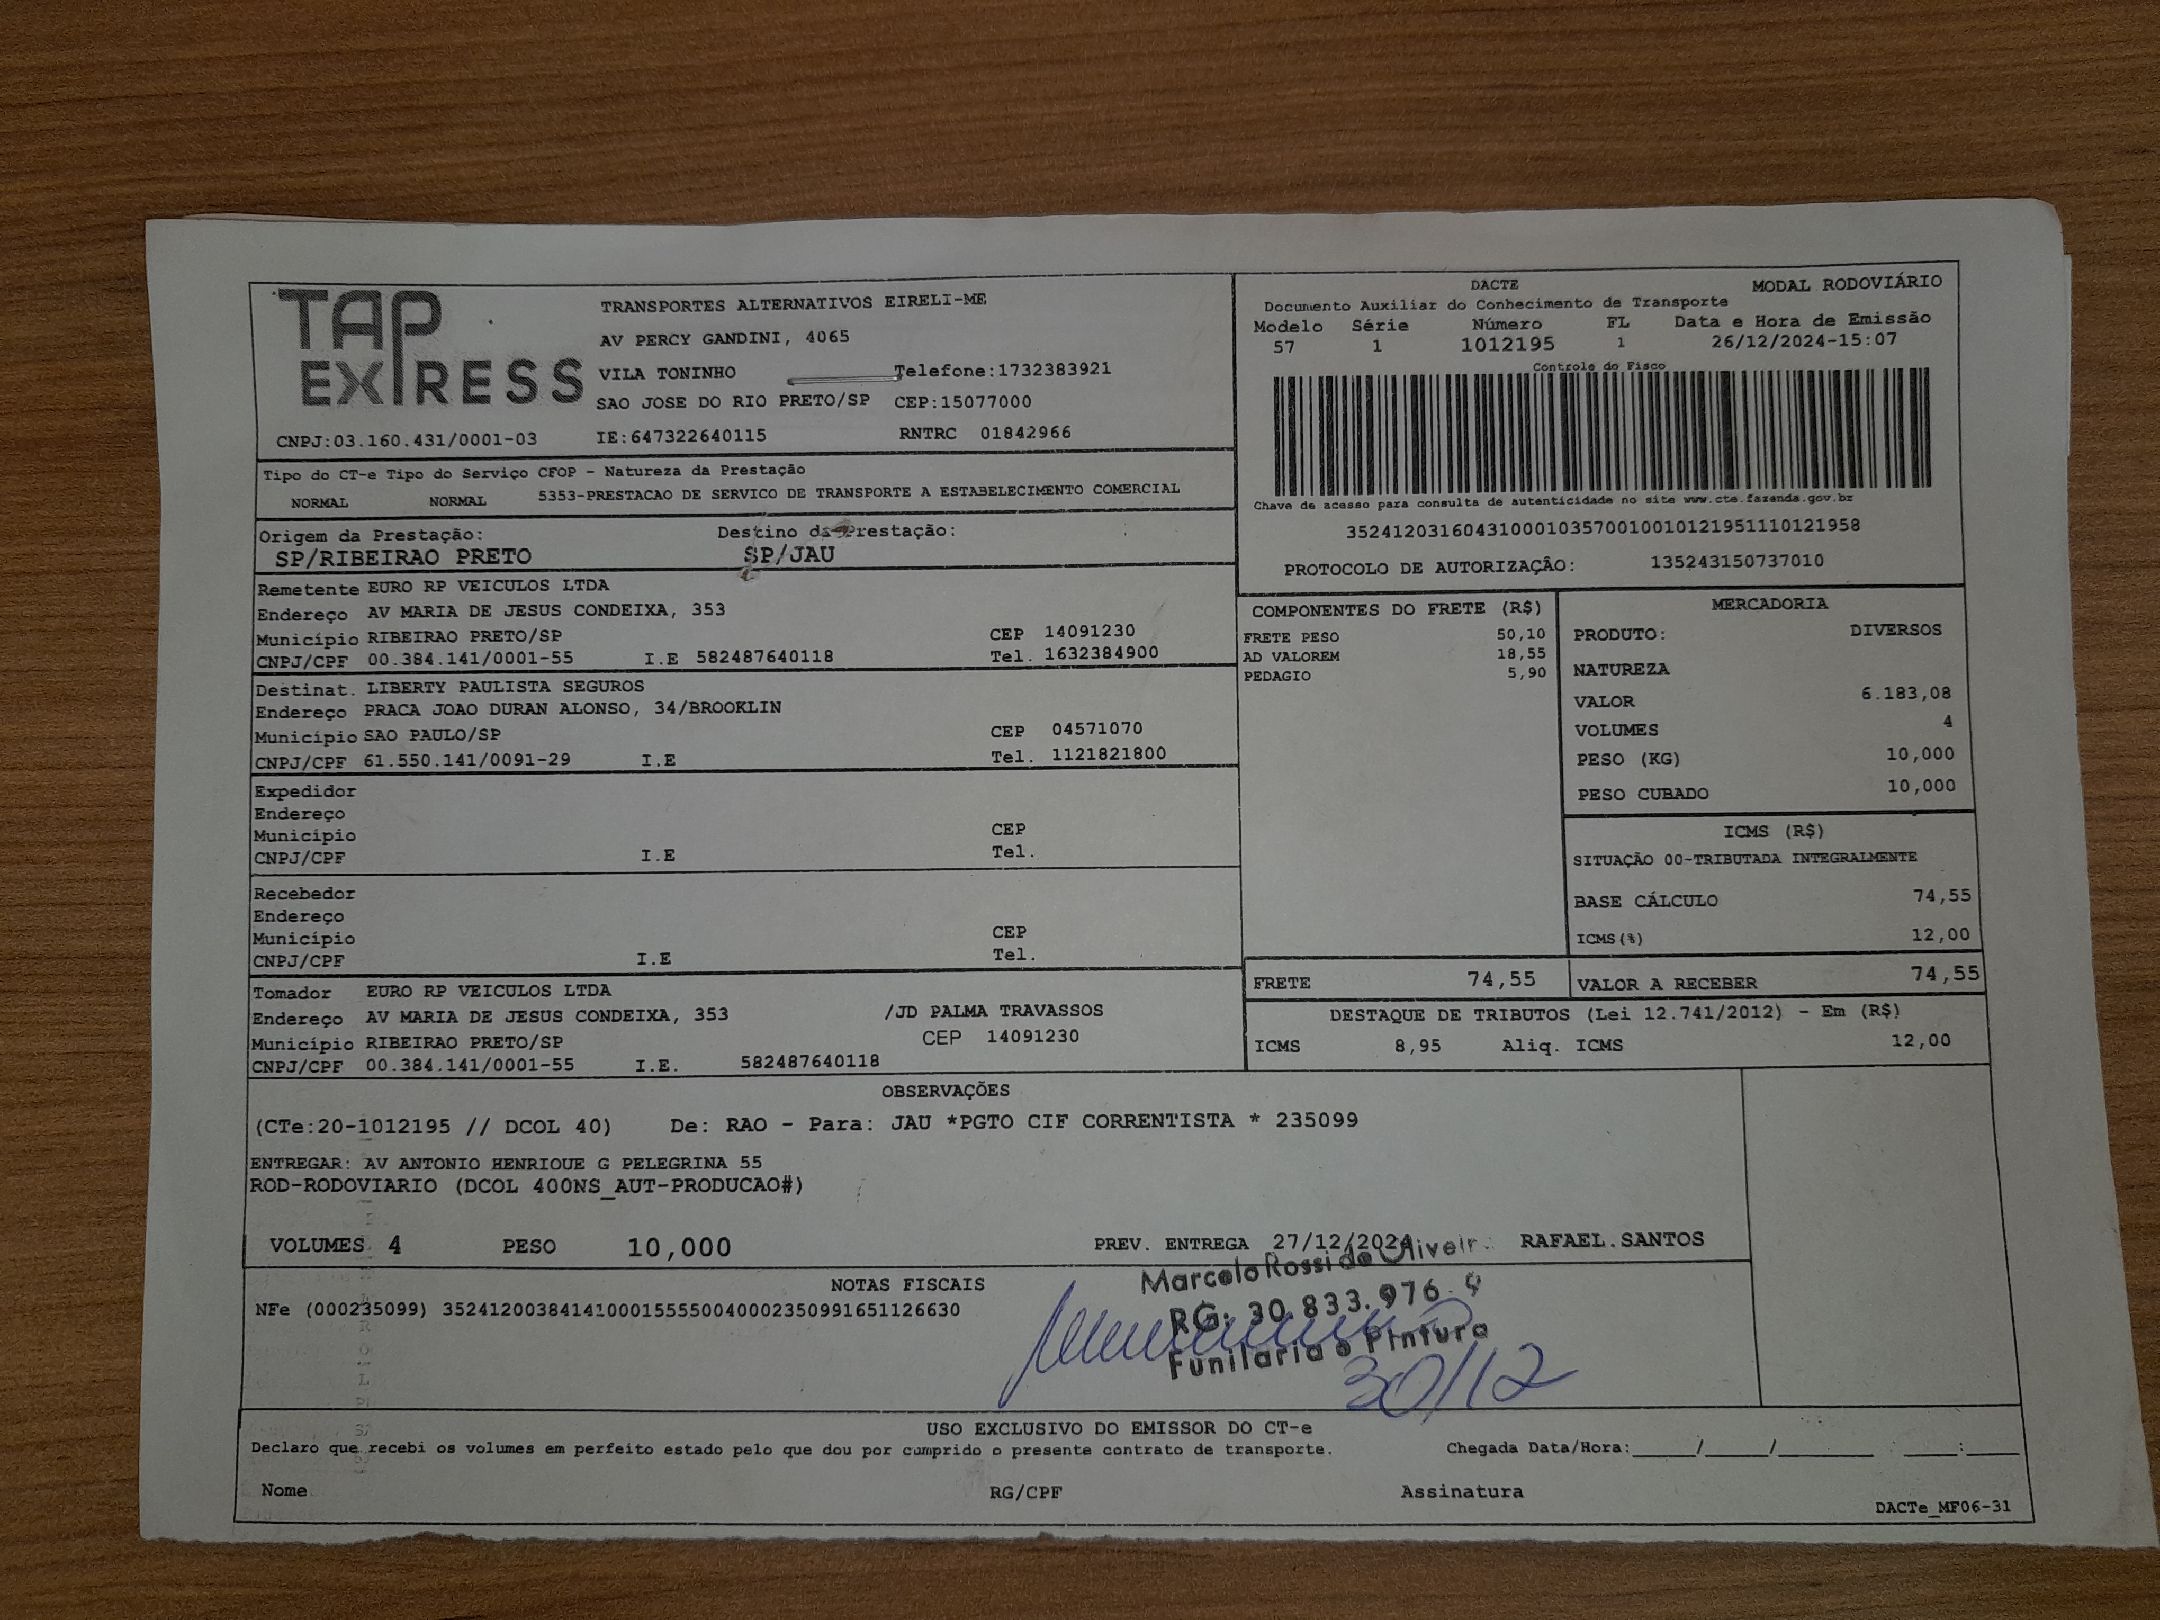 TAP EXPRESS
CNPJ:03.160.431/0001-03
TRANSPORTES ALTERNATIVOS EIRELI-ME
AV PERCY GANDINI, 4065
VILA TONINHO Telefone:1732383921
SAO JOSE DO RIO PRETO/SP CEP:15077000
IE:647322640115 RNTRC 01842966
DACTE MODAL RODOVIÁRIO
Documento Auxiliar do Conhecimento de Transporte
Modelo Série Número FL Data e Hora de Emissão
57 1 1012195 1 26/12/2024-15:07
Controle do Fisco
Chave de acesso para consulta de autenticidade no site www.cte.fazenda.gov.br
35241203160431000103570010010121951110121958
PROTOCOLO DE AUTORIZAÇÃO: 135243150737010
Tipo do CT-e Tipo do Serviço CFOP - Natureza da Prestação
NORMAL NORMAL 5353-PRESTACAO DE SERVICO DE TRANSPORTE A ESTABELECIMENTO COMERCIAL
Origem da Prestação: Destino da Prestação:
SP/RIBEIRAO PRETO SP/JAU
Remetente EURO RP VEICULOS LTDA
Endereço AV MARIA DE JESUS CONDEIXA, 353
Município RIBEIRAO PRETO/SP CEP 14091230
CNPJ/CPF 00.384.141/0001-55 I.E 582487640118 Tel. 1632384900
Destinat. LIBERTY PAULISTA SEGUROS
Endereço PRACA JOAO DURAN ALONSO, 34/BROOKLIN
Município SAO PAULO/SP CEP 04571070
CNPJ/CPF 61.550.141/0091-29 I.E Tel. 1121821800
Expedidor
Endereço
Município CEP
CNPJ/CPF I.E Tel.
Recebedor
Endereço
Município CEP
CNPJ/CPF I.E Tel.
Tomador EURO RP VEICULOS LTDA
Endereço AV MARIA DE JESUS CONDEIXA, 353 /JD PALMA TRAVASSOS
Município RIBEIRAO PRETO/SP CEP 14091230
CNPJ/CPF 00.384.141/0001-55 I.E. 582487640118
COMPONENTES DO FRETE (R$)
FRETE PESO 50,10
AD VALOREM 18,55
PEDAGIO 5,90
MERCADORIA
PRODUTO: DIVERSOS
NATUREZA
VALOR 6.183,08
VOLUMES 4
PESO (KG) 10,000
PESO CUBADO 10,000
ICMS (R$)
SITUAÇÃO 00-TRIBUTADA INTEGRALMENTE
BASE CÁLCULO 74,55
ICMS(%) 12,00
FRETE 74,55 VALOR A RECEBER 74,55
DESTAQUE DE TRIBUTOS (Lei 12.741/2012) - Em (R$)
ICMS 8,95 Aliq. ICMS 12,00
OBSERVAÇÕES
(CTe:20-1012195 // DCOL 40) De: RAO - Para: JAU *PGTO CIF CORRENTISTA * 235099
ENTREGAR: AV ANTONIO HENRIQUE G PELEGRINA 55
ROD-RODOVIARIO (DCOL 400NS_AUT-PRODUCAO#)
VOLUMES 4 PESO 10,000 PREV. ENTREGA 27/12/2024 RAFAEL.SANTOS
NOTAS FISCAIS
NFe (000235099) 35241200384141000155550040002350991651126630
Marcelo Rossi de Oliveir
RG: 30.833.976-9
Funilaria e Pintura
30/12
USO EXCLUSIVO DO EMISSOR DO CT-e
Declaro que recebi os volumes em perfeito estado pelo que dou por cumprido o presente contrato de transporte. Chegada Data/Hora:_____/_____/_______ ____:____
Nome RG/CPF Assinatura
DACTe_MF06-31